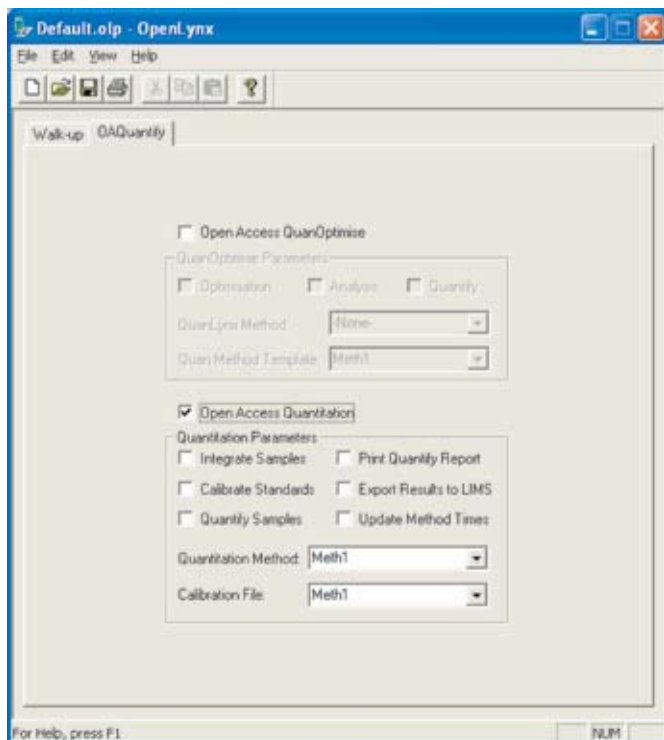 Default.olp - OpenLynx
File Edit View Help
Walk-up OAQuantify
Open Access QuanOptimise
QuanOptimise Parameters
Optimisation Analysis Quantify
QuanLynx Method: -None-
Quan Method Template: Meth1
Open Access Quantitation
Quantitation Parameters
Integrate Samples Print Quantify Report
Calibrate Standards Export Results to LIMS
Quantify Samples Update Method Times
Quantitation Method: Meth1
Calibration File: Meth1
For Help, press F1 NUM